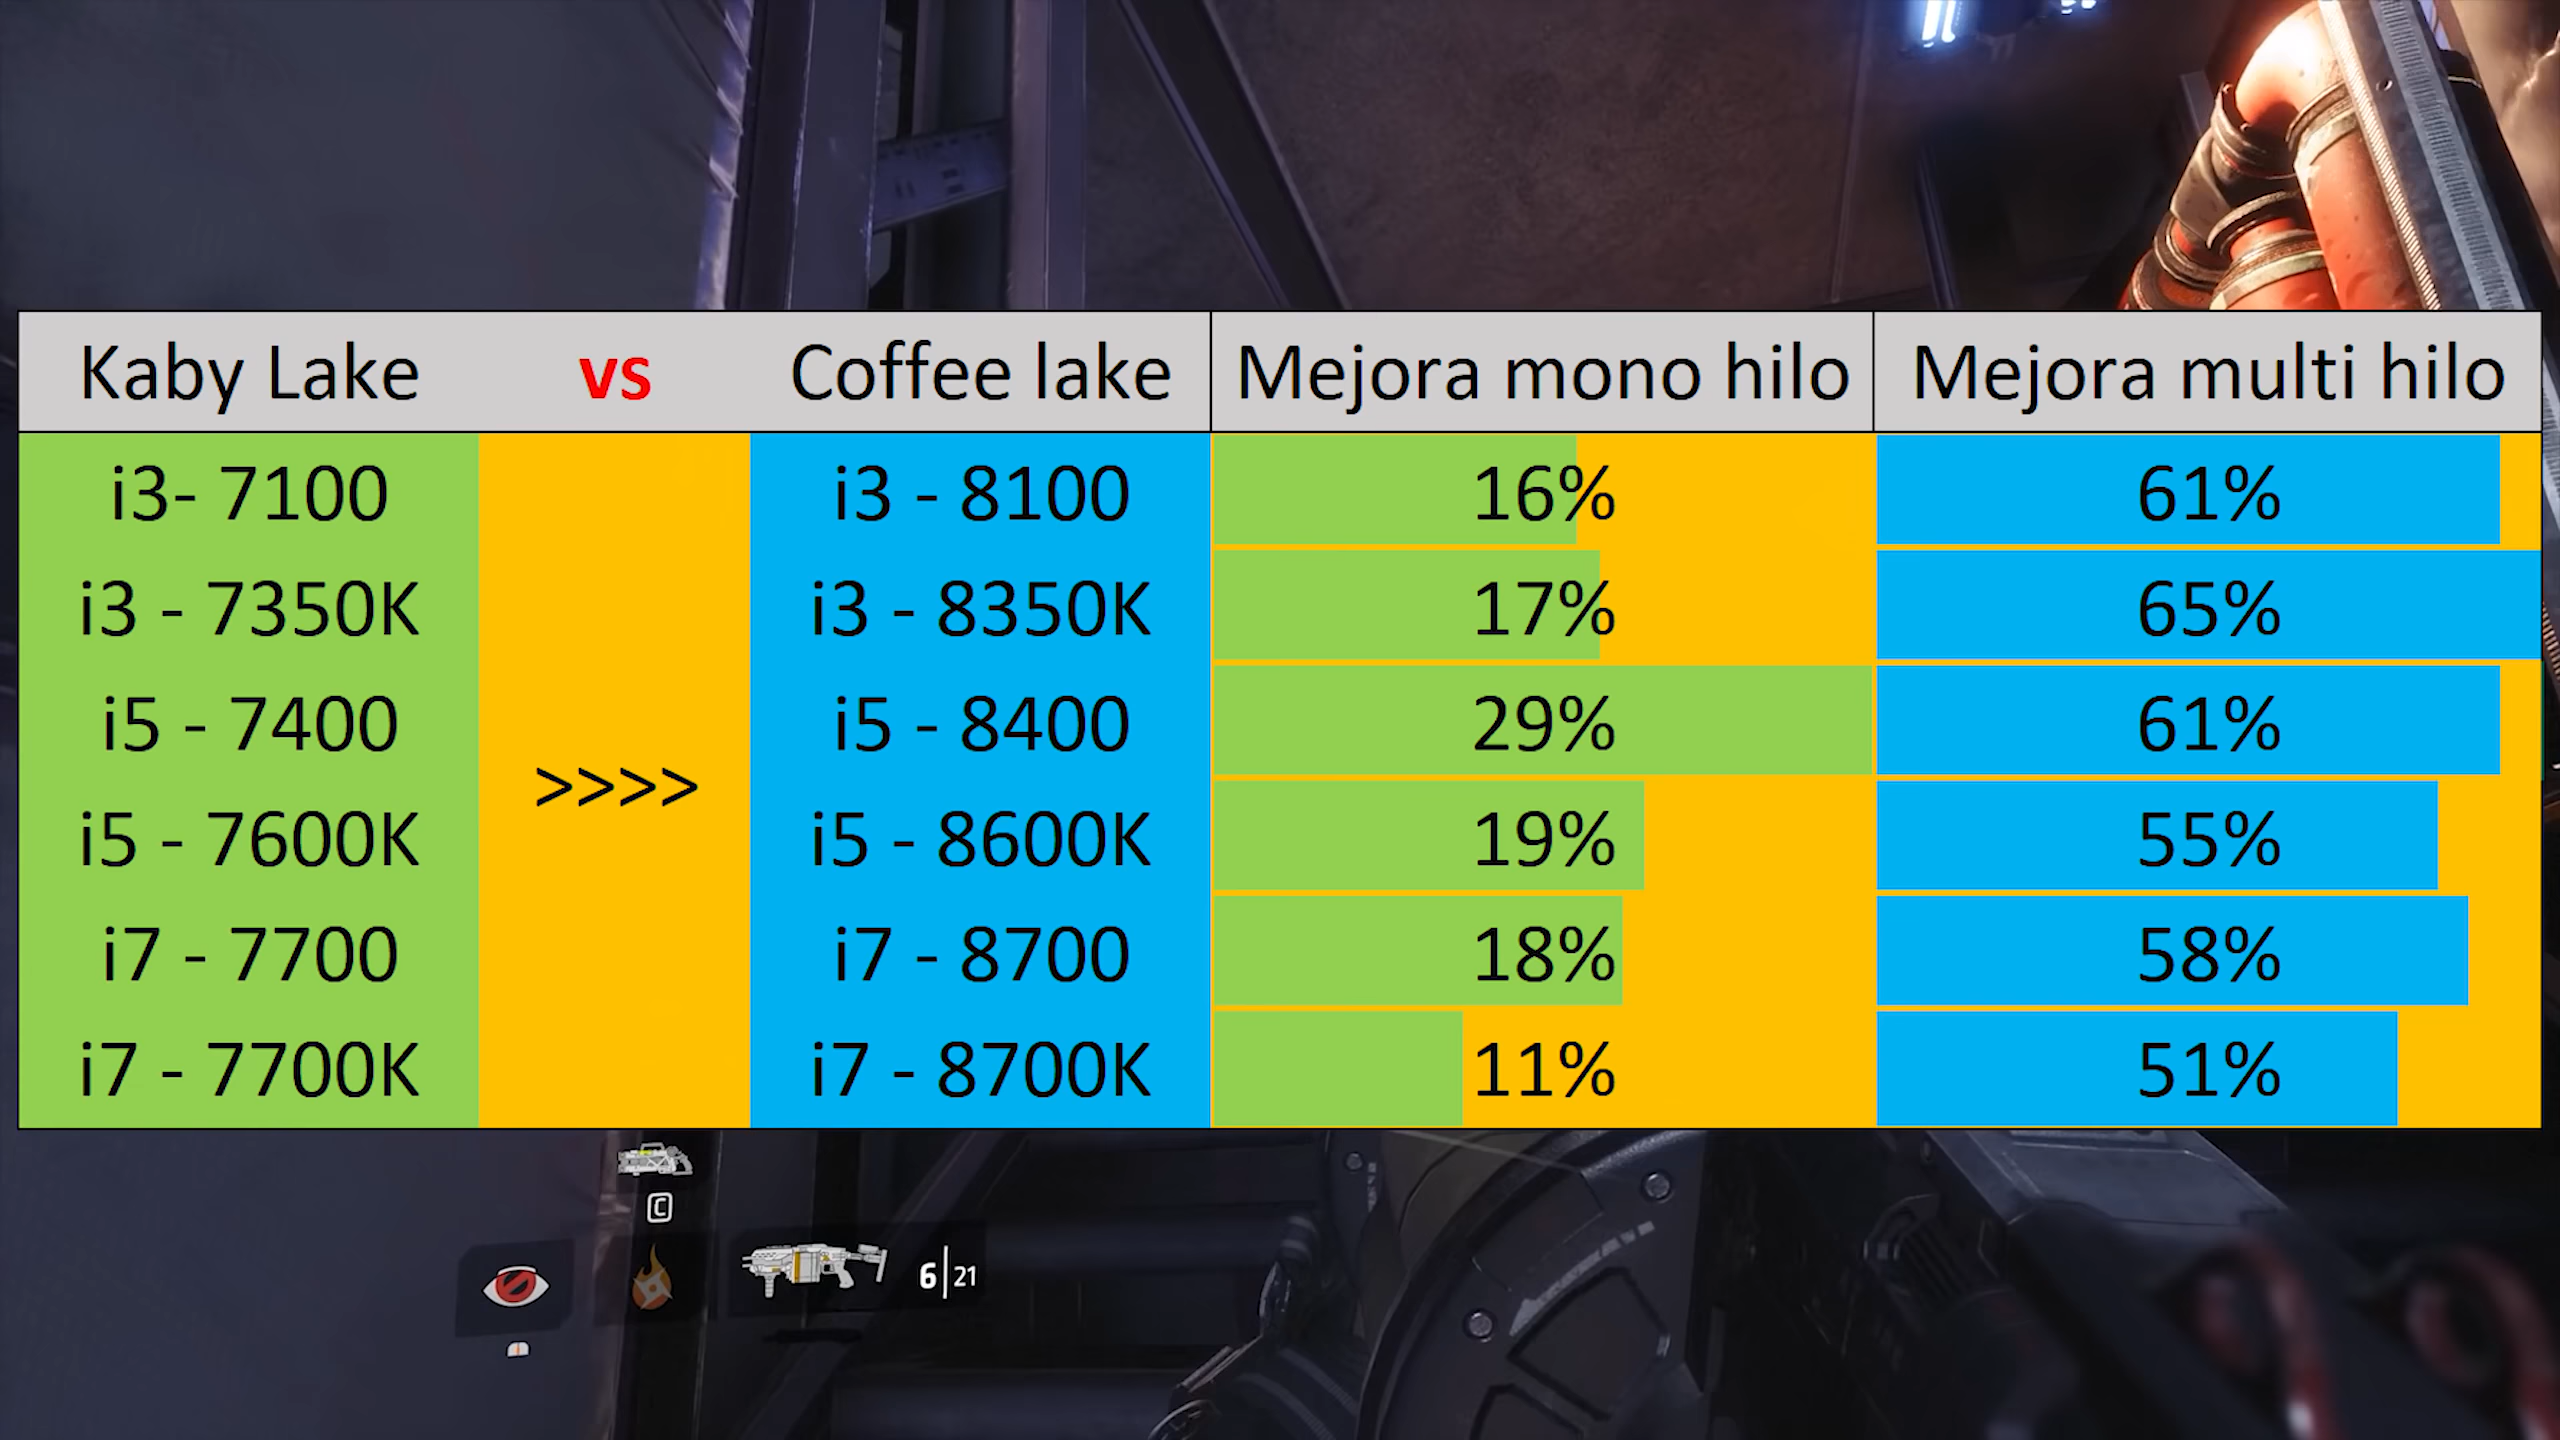 Kaby Lake vs Coffee lake Mejora mono hilo Mejora multi hilo
i3- 7100 i3 - 8100 16% 61%
i3 - 7350K i3 - 8350K 17% 65%
i5 - 7400 i5 - 8400 29% 61%
>>>>
i5 - 7600K i5 - 8600K 19% 55%
i7 - 7700 i7 - 8700 18% 58%
i7 - 7700K i7 - 8700K 11% 51%
C
6|21